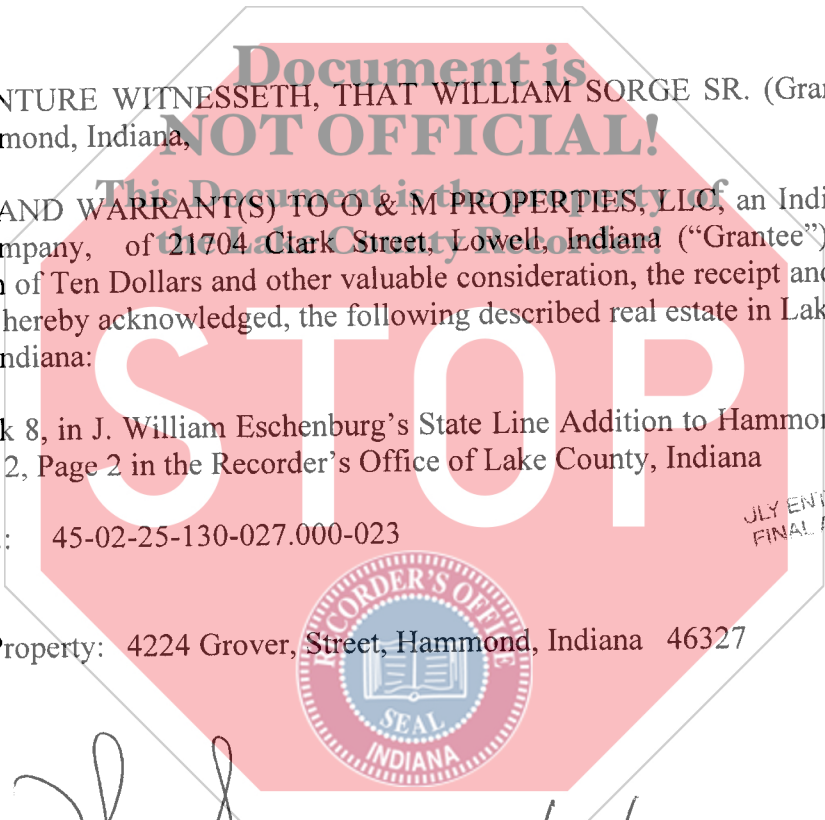 Document is
NTURE WITNESSETH, THAT WILLIAM SORGE SR. (Gran
mond, Indiana,
NOT OFFICIAL!
This Document is the property of
AND WARRANT(S) TO O & M PROPERTIES, LLC, an Indi
mpany, of 21704 Clark Street, Lowell, Indiana (“Grantee”)
the Lake County Recorder!
n of Ten Dollars and other valuable consideration, the receipt and
hereby acknowledged, the following described real estate in Lak
ndiana:
STOP
k 8, in J. William Eschenburg’s State Line Addition to Hammon
2, Page 2 in the Recorder’s Office of Lake County, Indiana
ULY ENT
FINAL A
.: 45-02-25-130-027.000-023
Property: 4224 Grover, Street, Hammond, Indiana 46327
RECORDER'S OFFICE
SEAL
INDIANA